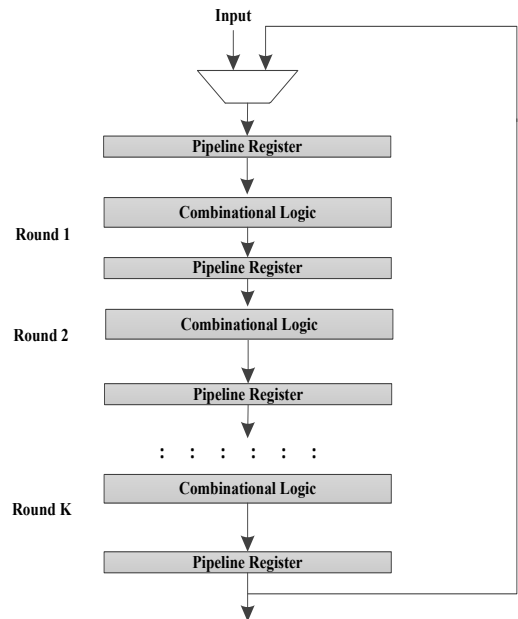 Input
Pipeline Register
Combinational Logic
Round 1
Pipeline Register
Combinational Logic
Round 2
Pipeline Register
: : : : : :
Combinational Logic
Round K
Pipeline Register